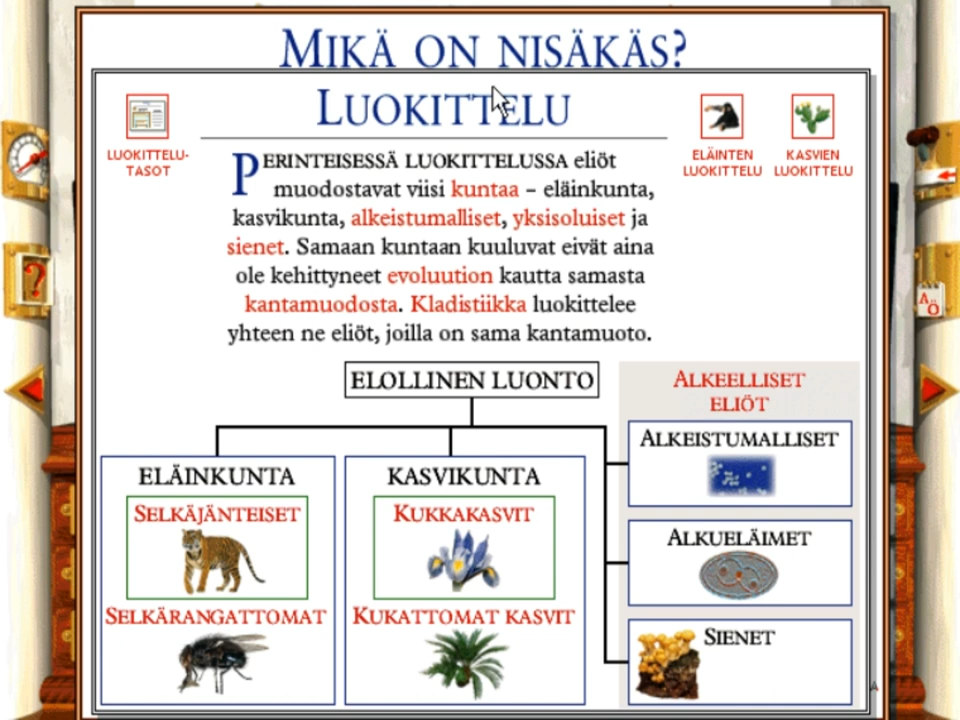 MIKÄ ON NISÄKÄS?
LUOKITTELU
LUOKITTELU-
TASOT
ELÄINTEN
LUOKITTELU
KASVIEN
LUOKITTELU
PERINTEISESSÄ LUOKITTELUSSA eliöt
muodostavat viisi kuntaa – eläinkunta,
kasvikunta, alkeistumalliset, yksisoluiset ja
sienet. Samaan kuntaan kuuluvat eivät aina
ole kehittyneet evoluution kautta samasta
kantamuodosta. Kladistiikka luokittelee
yhteen ne eliöt, joilla on sama kantamuoto.
ELOLLINEN LUONTO
ALKEELLISET
ELIÖT
ALKEISTUMALLISET
ELÄINKUNTA
KASVIKUNTA
SELKÄJÄNTEISET
KUKKAKASVIT
ALKUELÄIMET
SELKÄRANGATTOMAT
KUKATTOMAT KASVIT
SIENET
?
A
Ö
A